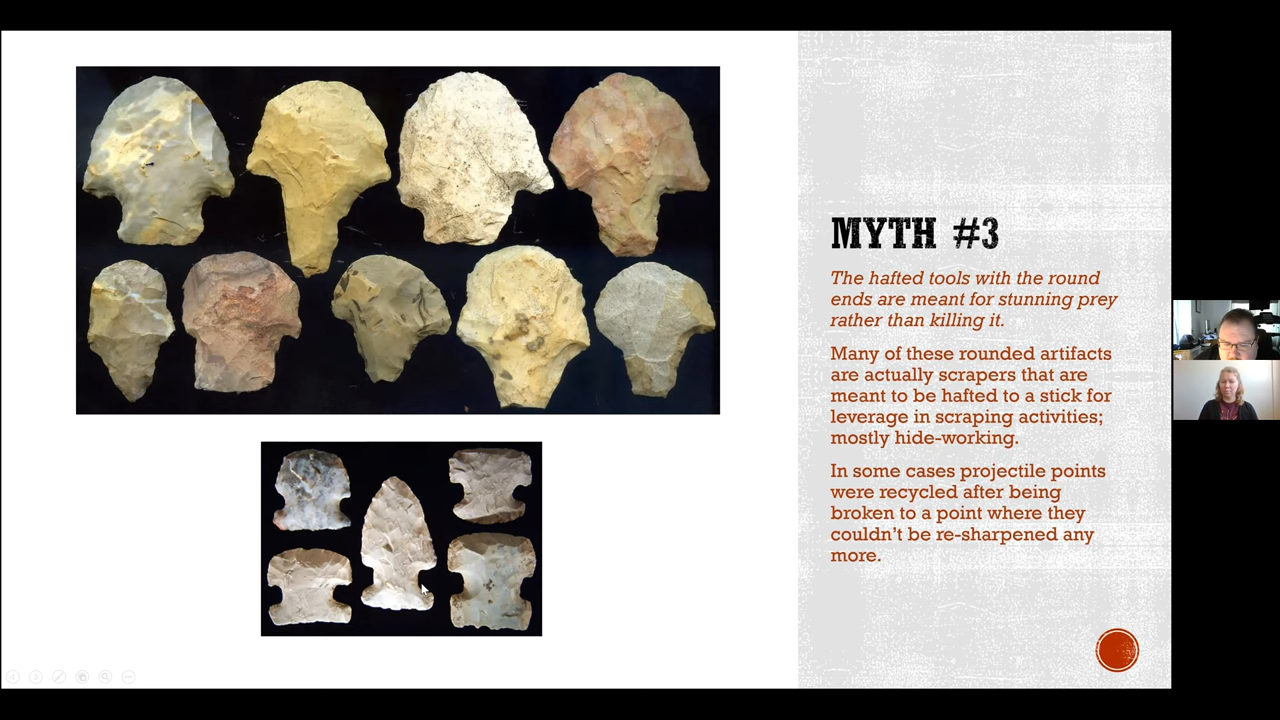 MYTH #3
The hafted tools with the round
ends are meant for stunning prey
rather than killing it.
Many of these rounded artifacts
are actually scrapers that are
meant to be hafted to a stick for
leverage in scraping activities;
mostly hide-working.
In some cases projectile points
were recycled after being
broken to a point where they
couldn't be re-sharpened any
more.